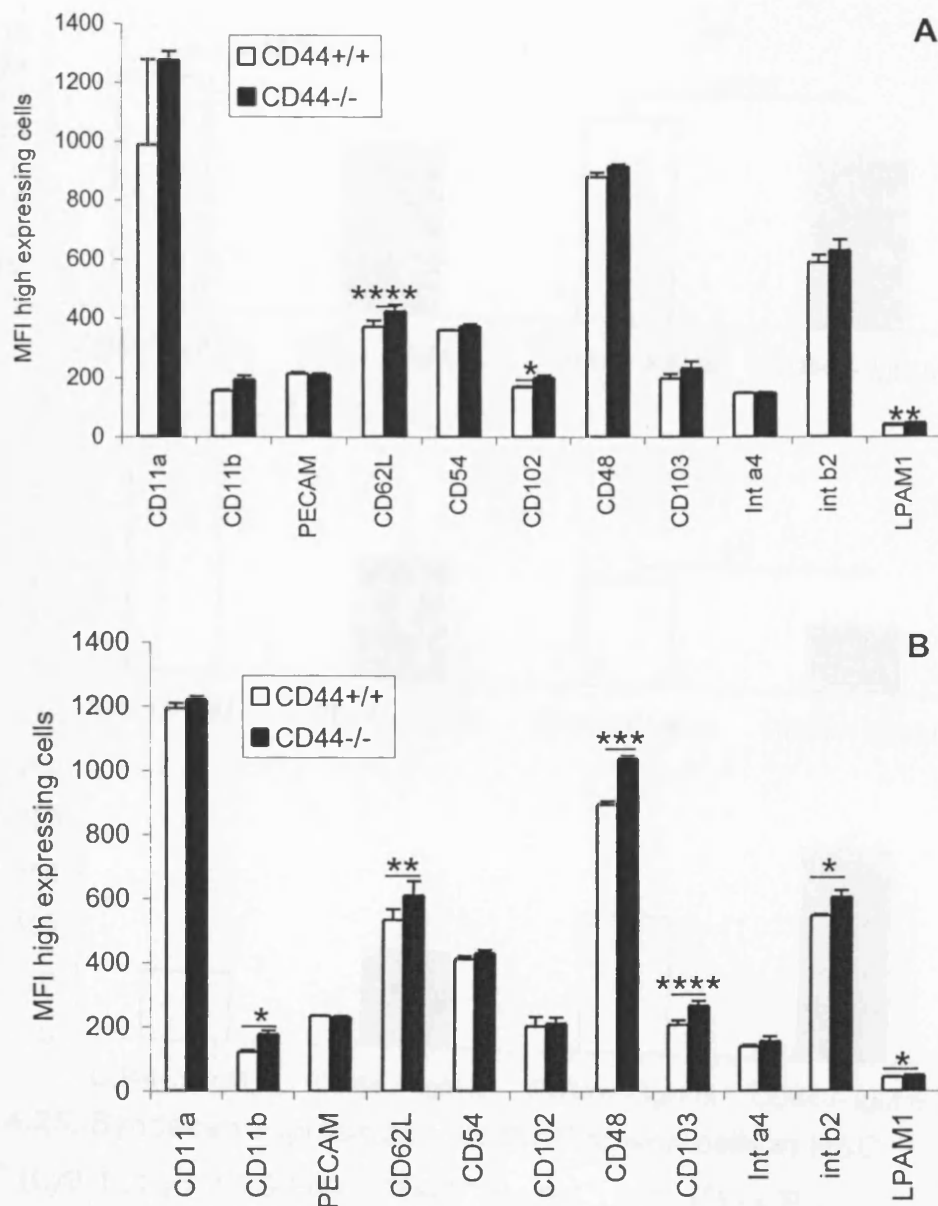 A
1400
1200
1000
800
600
400
200
0
MFI high expressing cells
CD44+/+
CD44-/-
****
*
**
CD11a
CD11b
PECAM
CD62L
CD54
CD102
CD48
CD103
Int a4
int b2
LPAM1
B
1400
1200
1000
800
600
400
200
0
MFI high expressing cells
CD44+/+
CD44-/-
*
**
***
****
*
*
CD11a
CD11b
PECAM
CD62L
CD54
CD102
CD48
CD103
Int a4
int b2
LPAM1